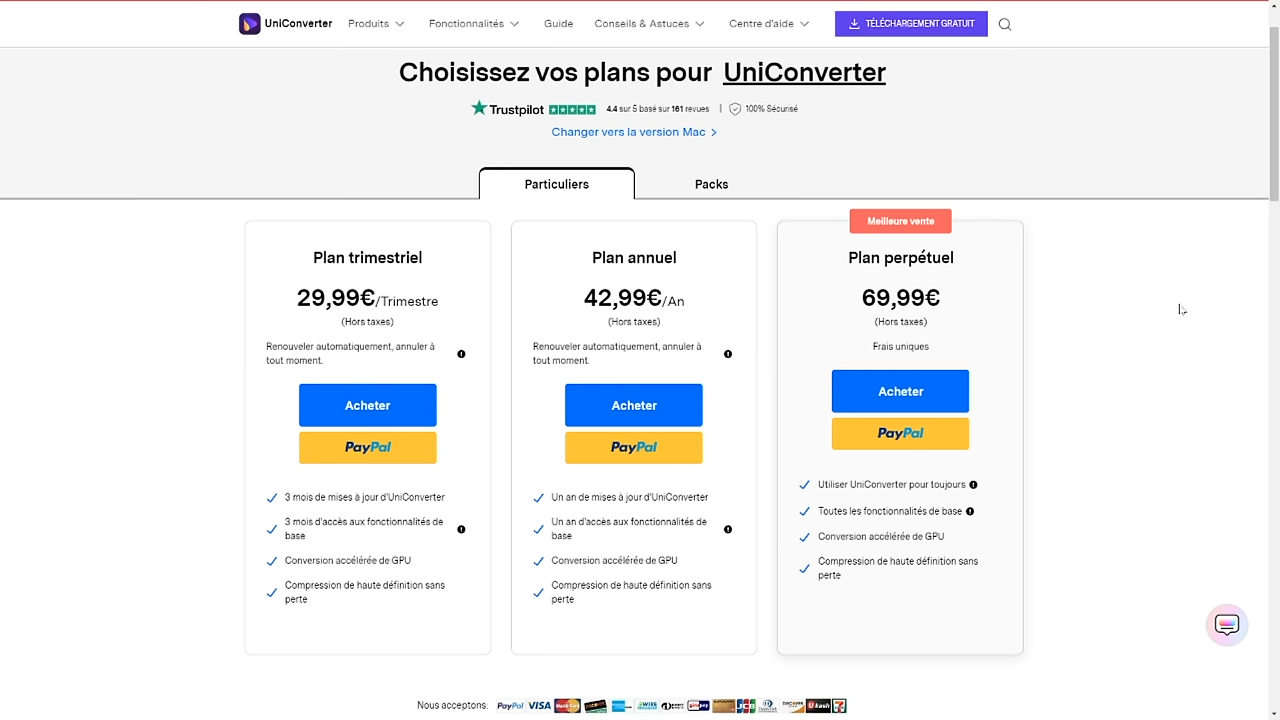 UniConverter Produits Fonctionnalités Guide Conseils & Astuces Centre d'aide TÉLÉCHARGEMENT GRATUIT
Choisissez vos plans pour UniConverter
Trustpilot 4.4 sur 5 basé sur 161 revues | 100% Sécurisé
Changer vers la version Mac >
Particuliers Packs
Meilleure vente
Plan trimestriel
29,99€/Trimestre
(Hors taxes)
Renouveler automatiquement, annuler à
tout moment.
Acheter
PayPal
3 mois de mises à jour d'UniConverter
3 mois d'accès aux fonctionnalités de
base
Conversion accélérée de GPU
Compression de haute définition sans
perte
Plan annuel
42,99€/An
(Hors taxes)
Renouveler automatiquement, annuler à
tout moment.
Acheter
PayPal
Un an de mises à jour d'UniConverter
Un an d'accès aux fonctionnalités de
base
Conversion accélérée de GPU
Compression de haute définition sans
perte
Plan perpétuel
69,99€
(Hors taxes)
Frais uniques
Acheter
PayPal
Utiliser UniConverter pour toujours
Toutes les fonctionnalités de base
Conversion accélérée de GPU
Compression de haute définition sans
perte
Nous acceptons: PayPal VISA JCB Ukash